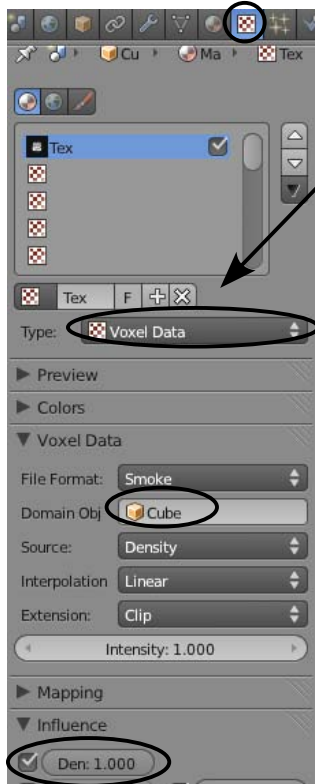 Cu Ma Tex
Tex
Tex F
Type: Voxel Data
Preview
Colors
Voxel Data
File Format: Smoke
Domain Obj Cube
Source: Density
Interpolation Linear
Extension: Clip
Intensity: 1.000
Mapping
Influence
Den: 1.000